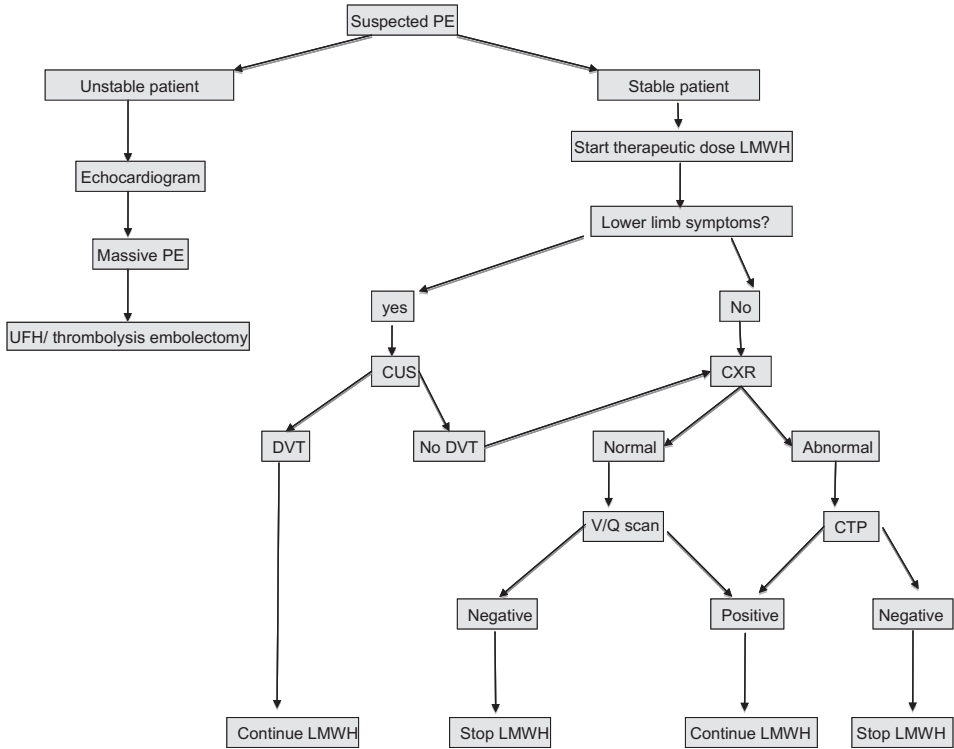 Suspected PE
Unstable patient
Stable patient
Start therapeutic dose LMWH
Echocardiogram
Lower limb symptoms?
Massive PE
yes
No
UFH/ thrombolysis embolectomy
CUS
CXR
DVT
No DVT
Normal
Abnormal
V/Q scan
CTP
Negative
Positive
Negative
Continue LMWH
Stop LMWH
Continue LMWH
Stop LMWH